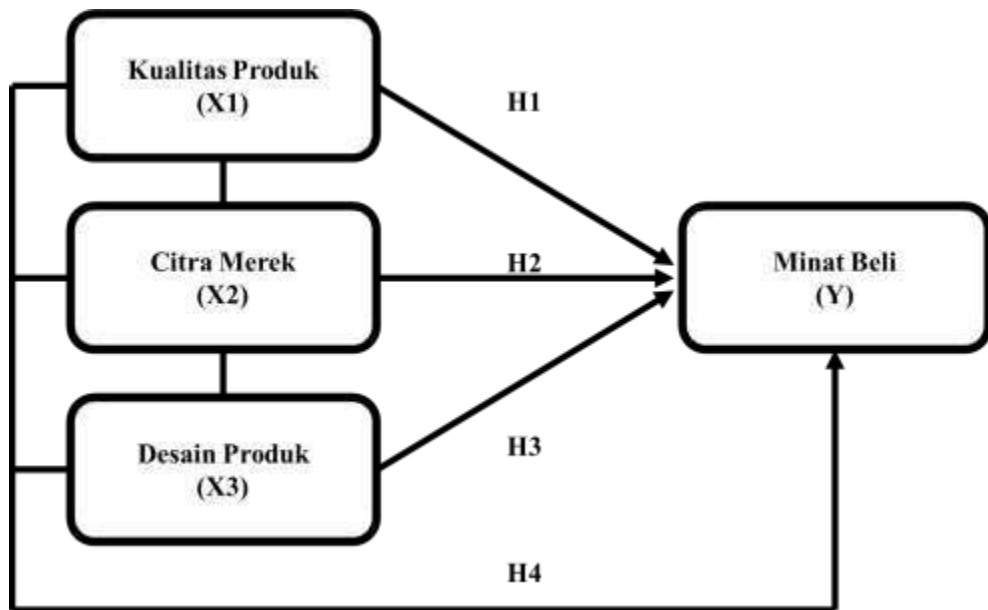 Kualitas Produk
(X1)
H1
Citra Merek
(X2)
H2
Minat Beli
(Y)
Desain Produk
(X3)
H3
H4